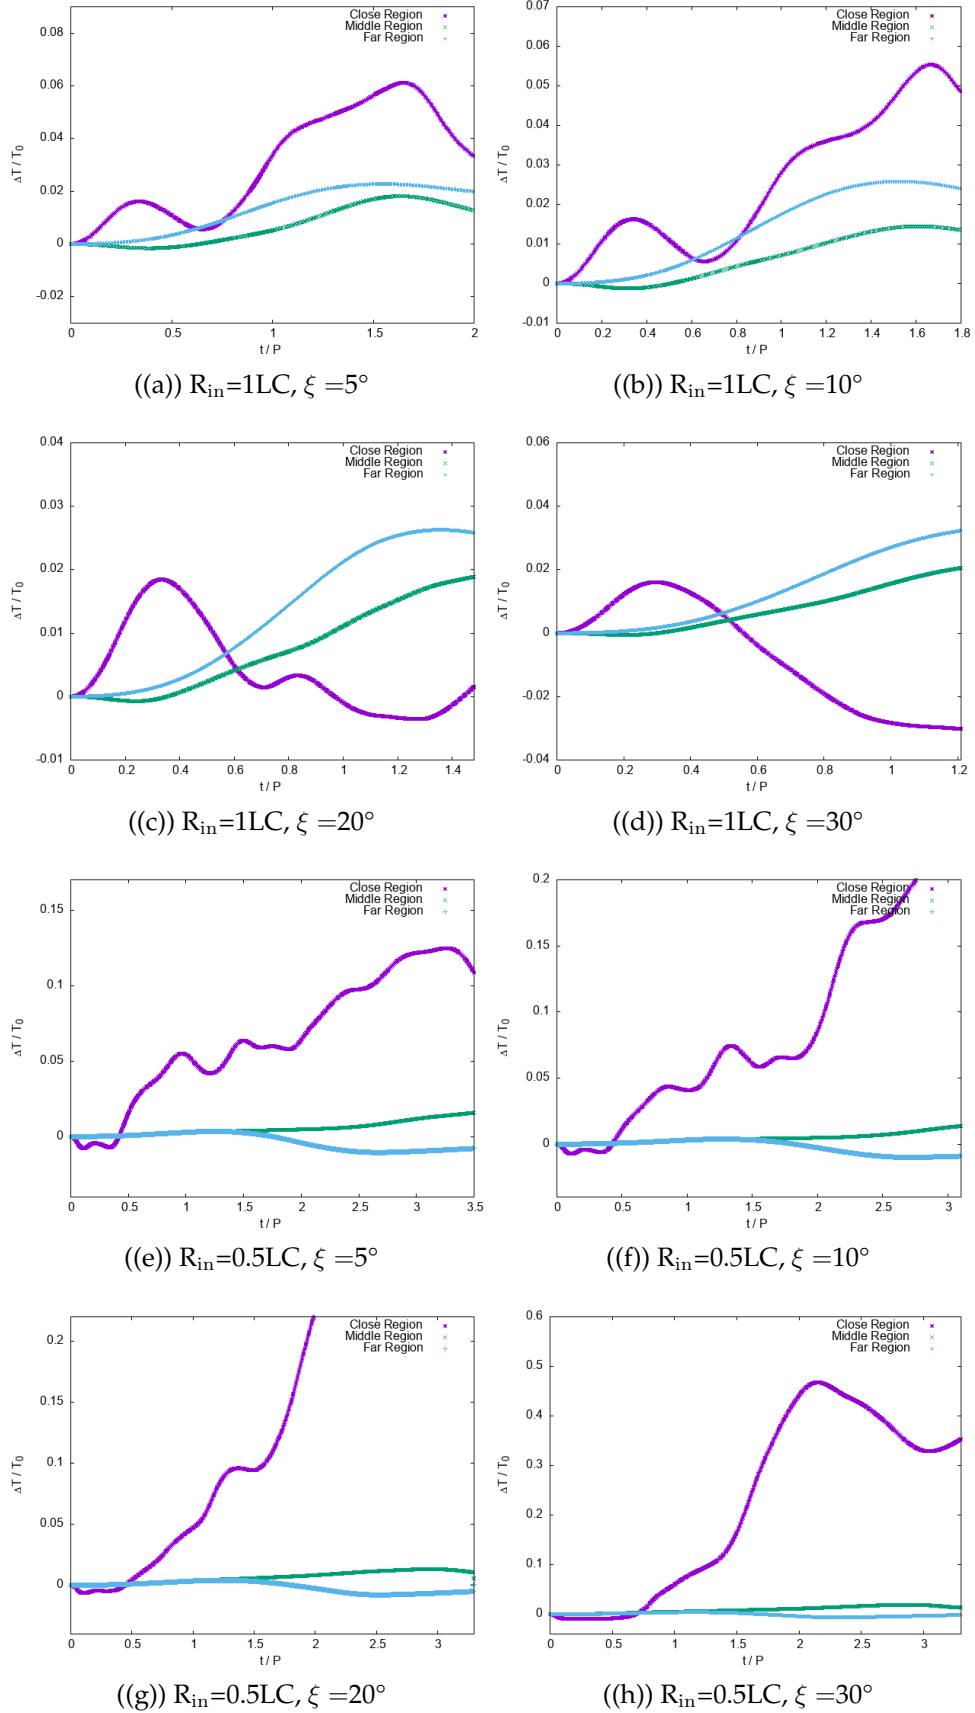 0.08
0.06
0.04
0.02
0
-0.02
ΔT / T0
0
0.5
1
1.5
2
t / P
Close Region
Middle Region
Far Region
((a)) Rin=1LC, ξ =5°
0.07
0.06
0.05
0.04
0.03
0.02
0.01
0
-0.01
ΔT / T0
0
0.2
0.4
0.6
0.8
1
1.2
1.4
1.6
1.8
t / P
Close Region
Middle Region
Far Region
((b)) Rin=1LC, ξ =10°
0.04
0.03
0.02
0.01
0
-0.01
ΔT / T0
0
0.2
0.4
0.6
0.8
1
1.2
1.4
t / P
Close Region
Middle Region
Far Region
((c)) Rin=1LC, ξ =20°
0.06
0.04
0.02
0
-0.02
-0.04
ΔT / T0
0
0.2
0.4
0.6
0.8
1
1.2
t / P
Close Region
Middle Region
Far Region
((d)) Rin=1LC, ξ =30°
0.15
0.1
0.05
0
ΔT / T0
0
0.5
1
1.5
2
2.5
3
3.5
t / P
Close Region
Middle Region
Far Region
((e)) Rin=0.5LC, ξ =5°
0.2
0.15
0.1
0.05
0
ΔT / T0
0
0.5
1
1.5
2
2.5
3
t / P
Close Region
Middle Region
Far Region
((f)) Rin=0.5LC, ξ =10°
0.2
0.15
0.1
0.05
0
ΔT / T0
0
0.5
1
1.5
2
2.5
3
t / P
Close Region
Middle Region
Far Region
((g)) Rin=0.5LC, ξ =20°
0.6
0.5
0.4
0.3
0.2
0.1
0
ΔT / T0
0
0.5
1
1.5
2
2.5
3
t / P
Close Region
Middle Region
Far Region
((h)) Rin=0.5LC, ξ =30°